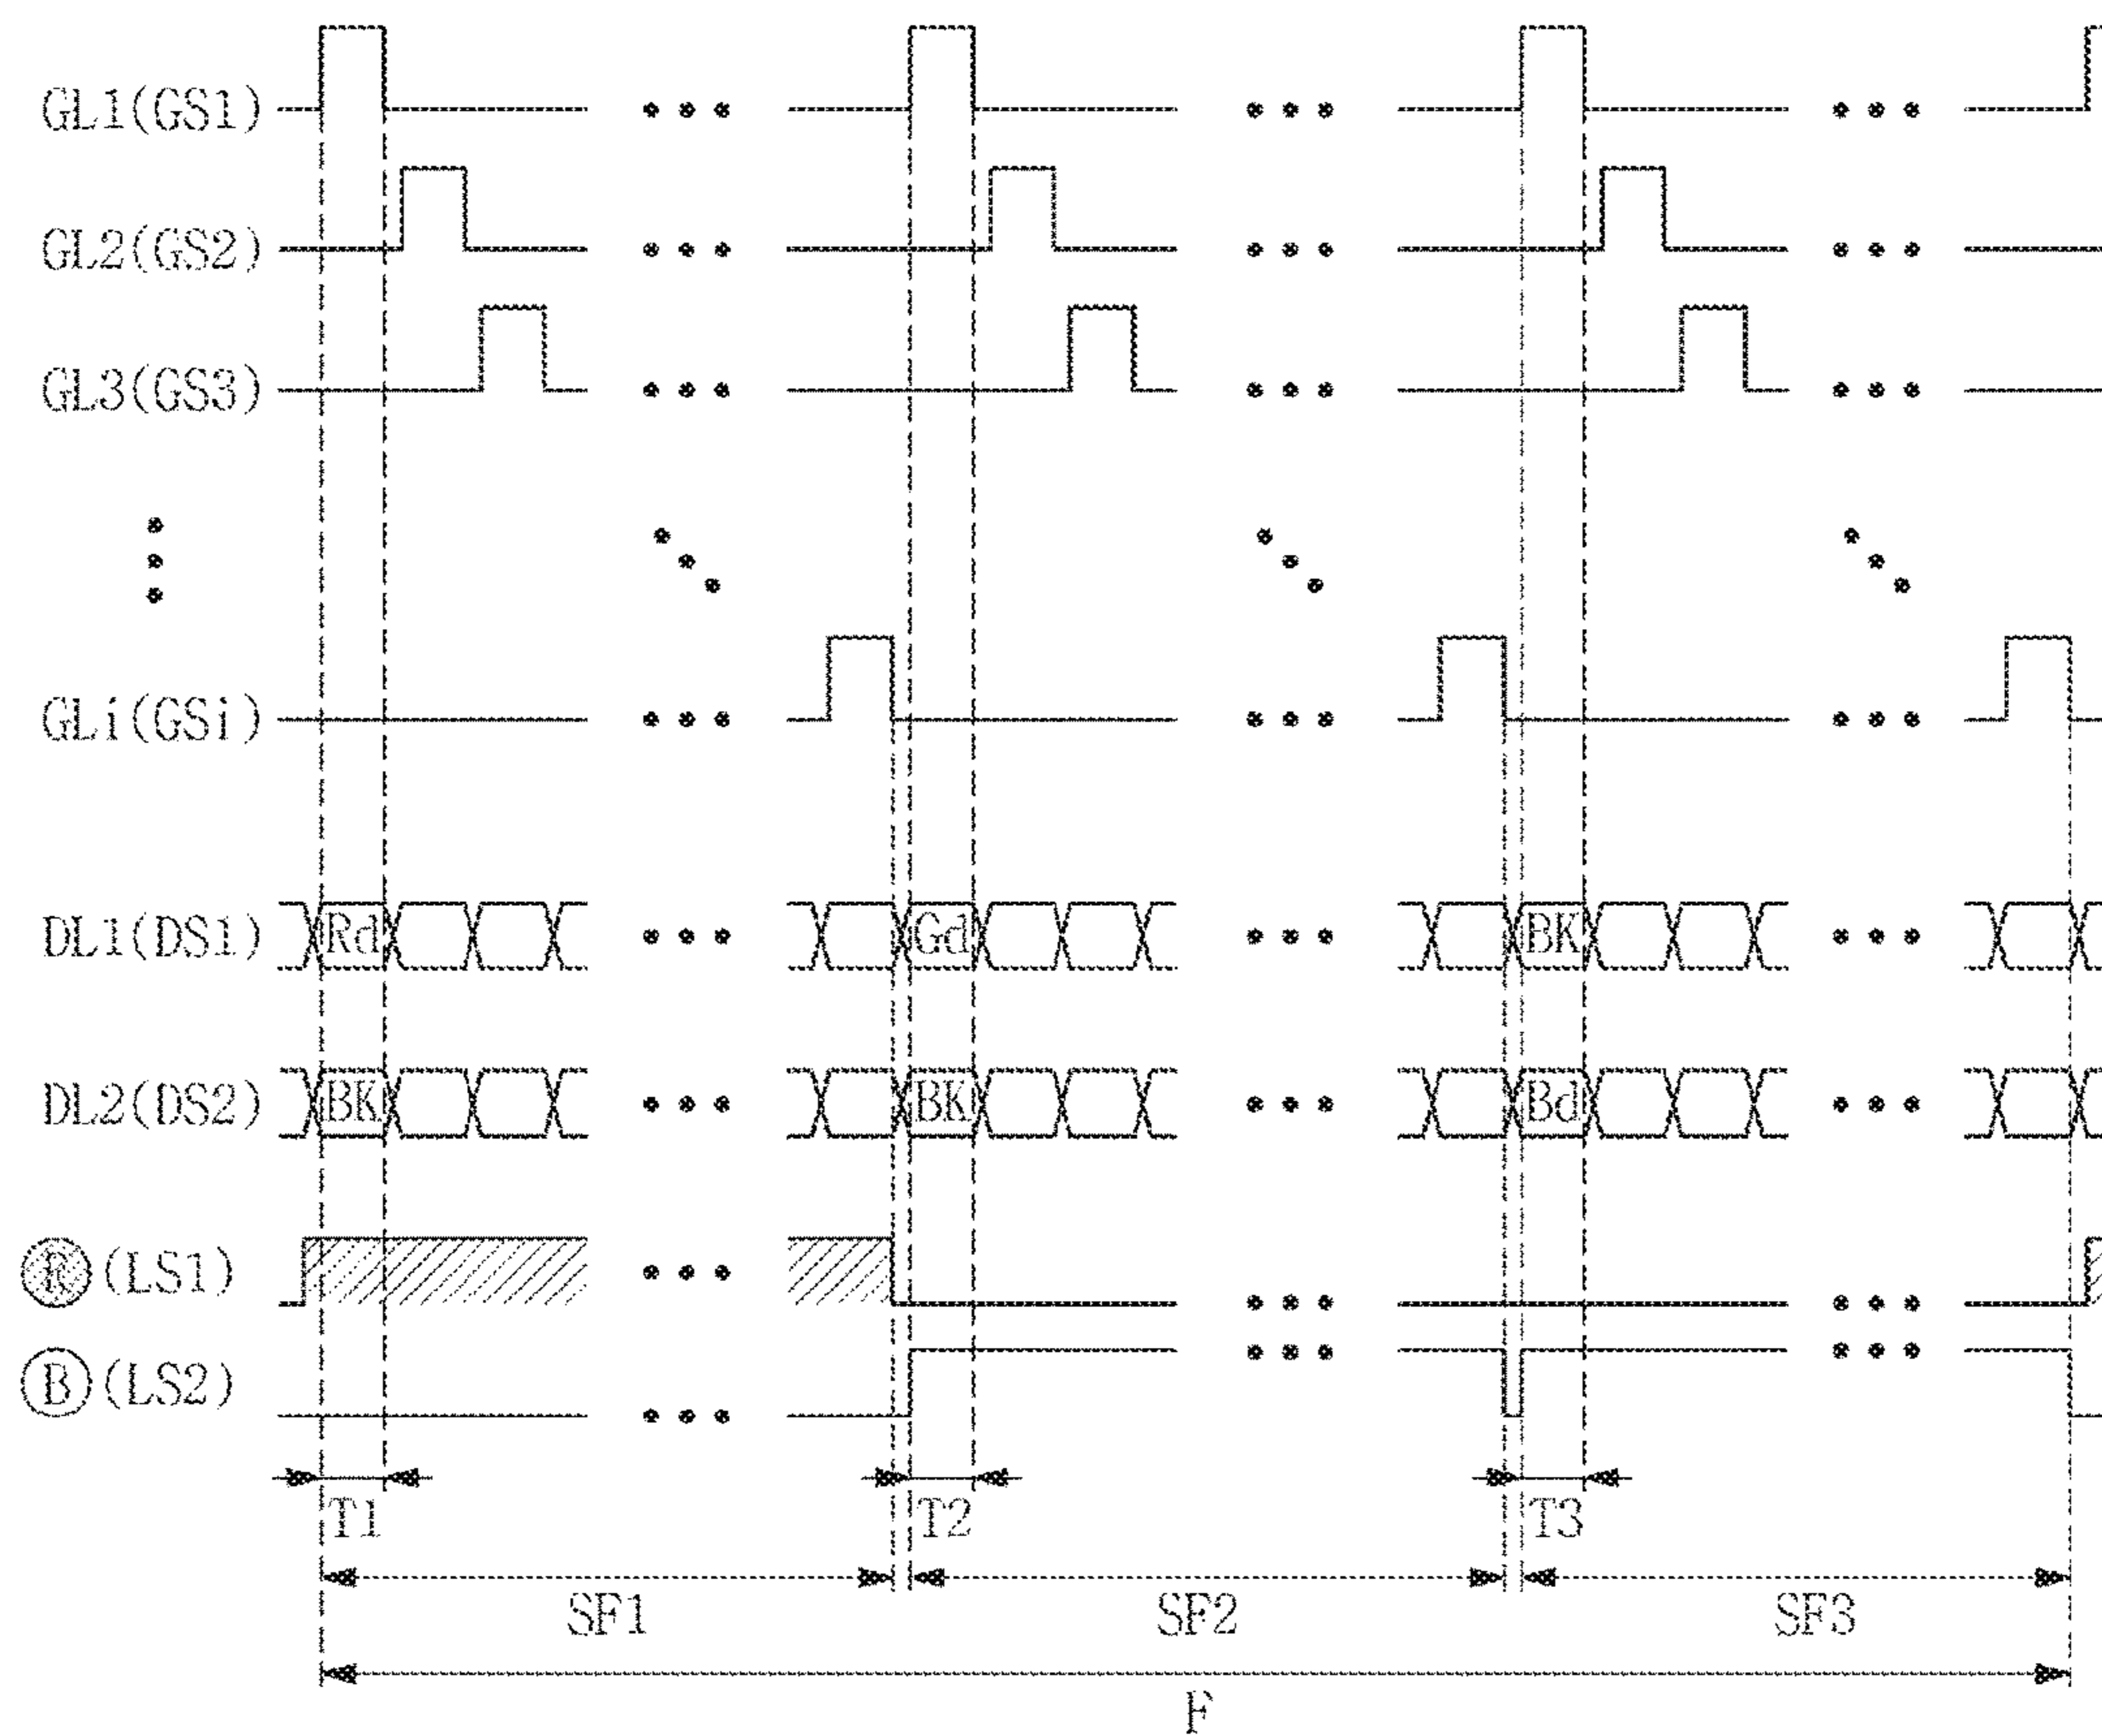 GL1(GS1)
GL2(GS2)
GL3(GS3)
GLi(GSi)
DL1(DS1) Rd Gd BK
DL2(DS2) BK BK Bd
R (LS1)
B (LS2)
T1 T2 T3
SF1 SF2 SF3
F